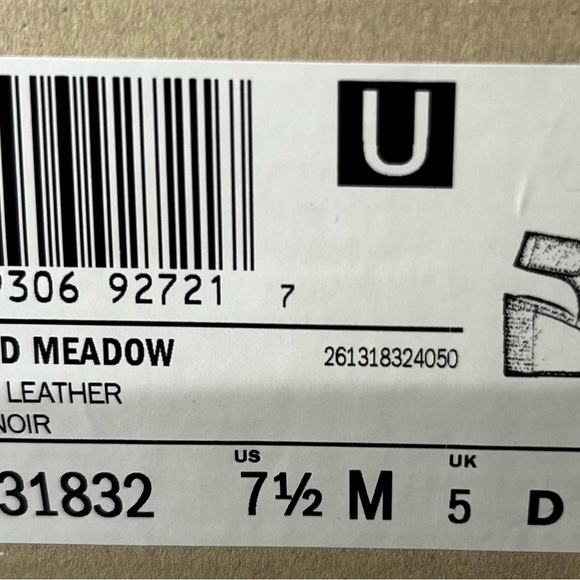 U
9306 92721 7
D MEADOW 261318324050
LEATHER
NOIR
US UK
31832 7½ M 5 D